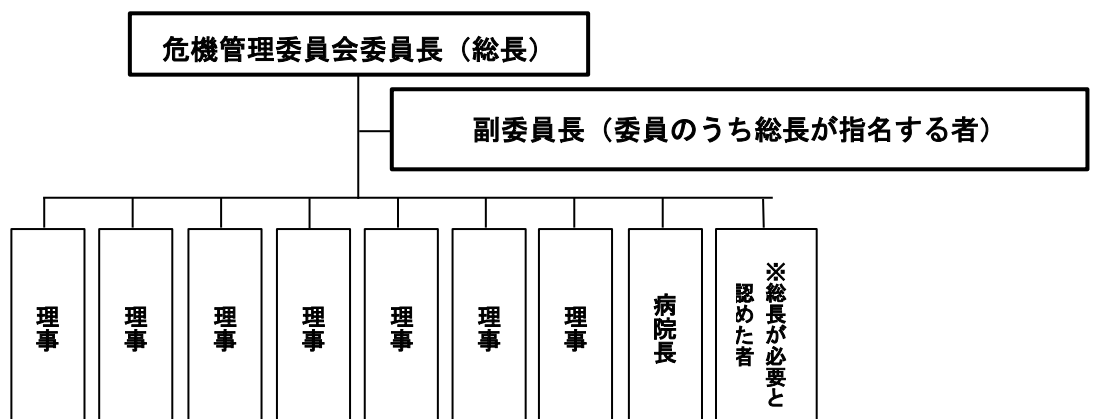 危機管理委員会委員長（総長）
副委員長（委員のうち総長が指名する者）
理事
理事
理事
理事
理事
理事
理事
病院長
※総長が必要と
認めた者